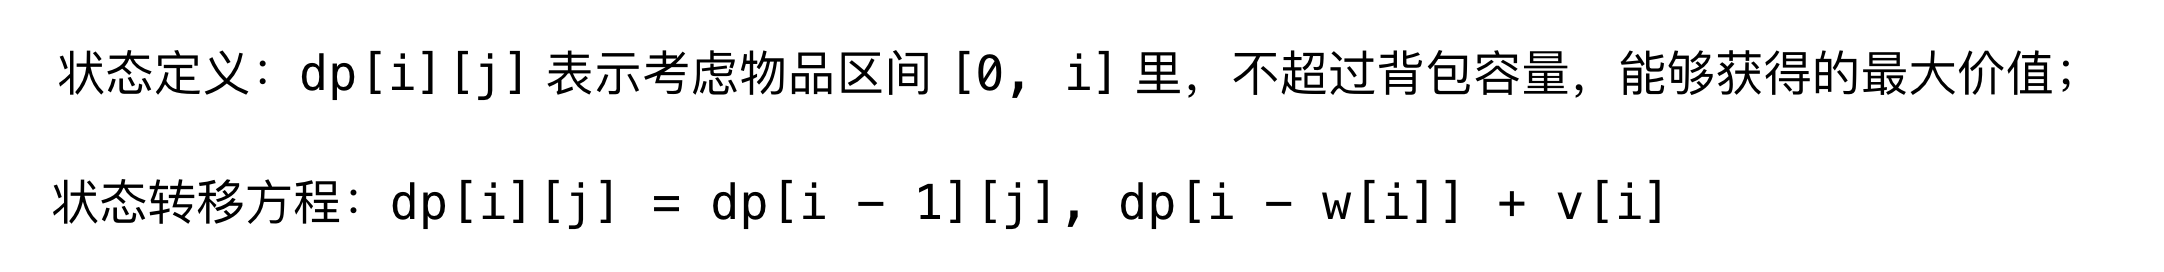 状态定义：dp[i][j] 表示考虑物品区间 [0, i] 里，不超过背包容量，能够获得的最大价值；
状态转移方程：dp[i][j] = dp[i − 1][j], dp[i − w[i]] + v[i]